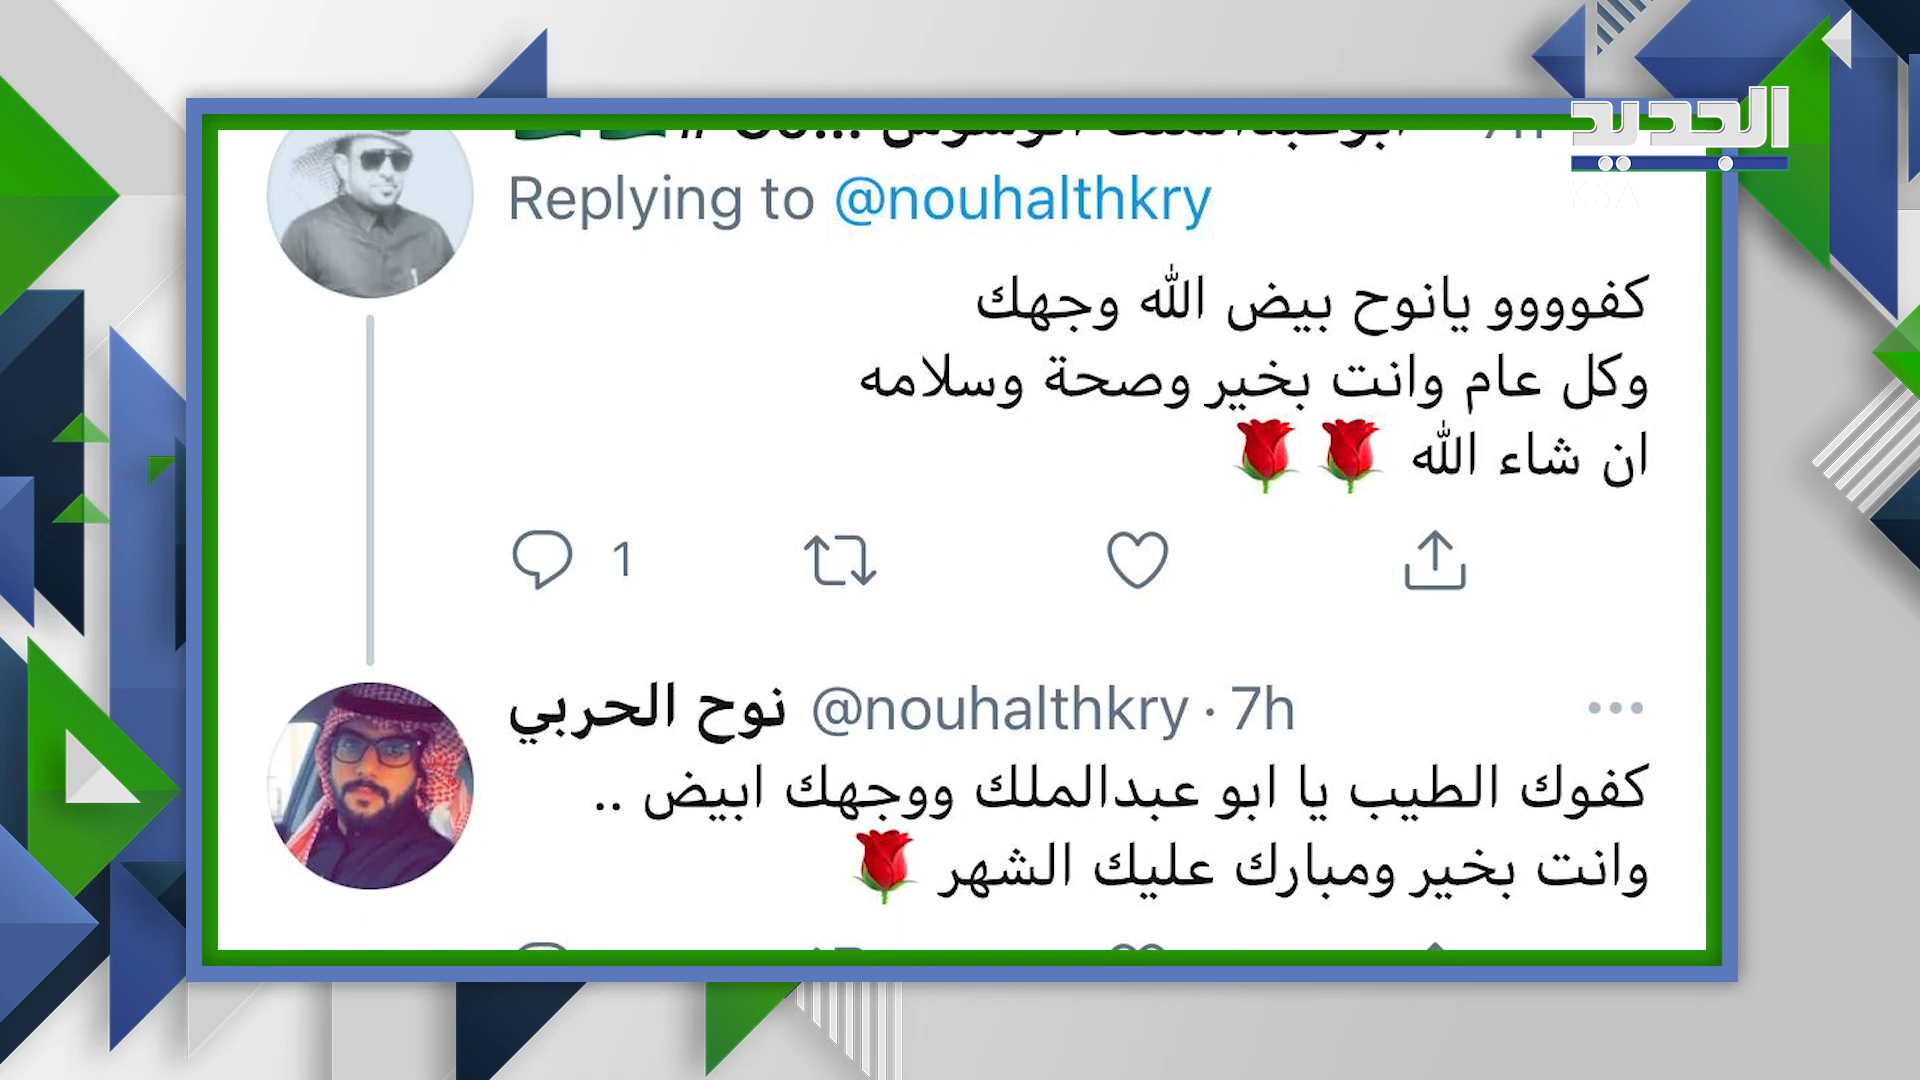 الجديد
KSA
7h
Replying to @nouhalthkry
كفوووو يانوح بيض الله وجهك
وكل عام وانت بخير وصحة وسلامه
ان شاء الله 🌹🌹
1
نوح الحربي @nouhalthkry · 7h
كفوك الطيب يا ابو عبدالملك ووجهك ابيض ..
وانت بخير ومبارك عليك الشهر 🌹